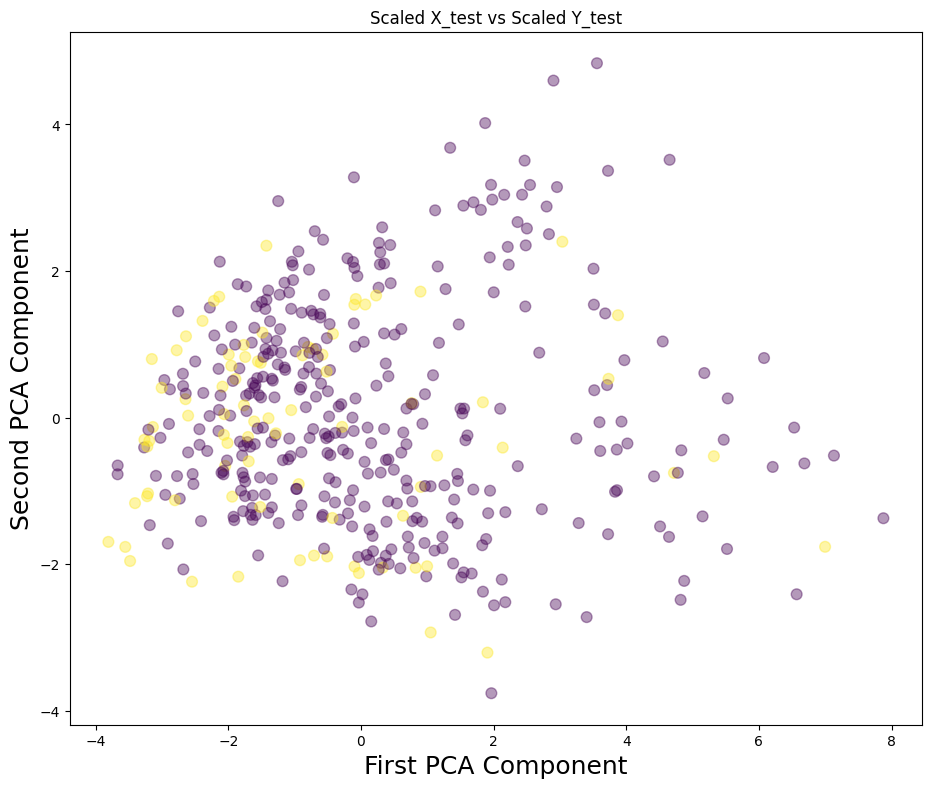 Scaled X_test vs Scaled Y_test
Second PCA Component
4
2
0
−2
−4
−4 −2 0 2 4 6 8
First PCA Component